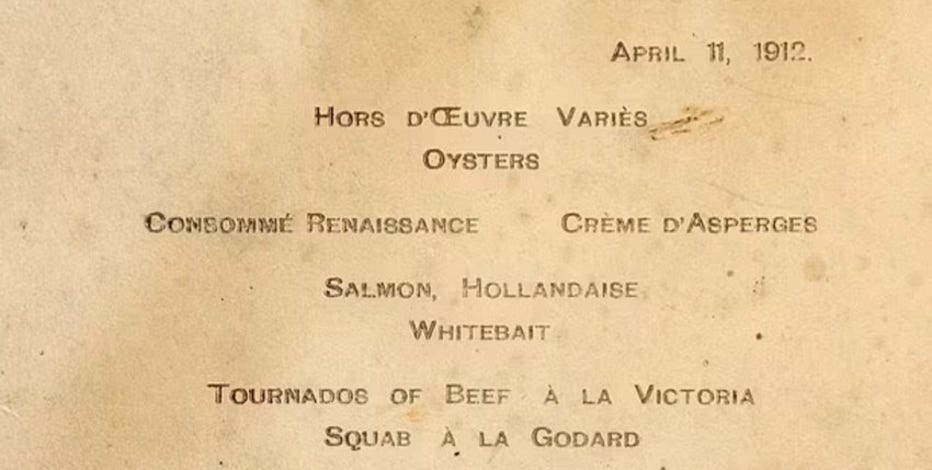 April 11, 1912.
Hors d'Œuvre Variès
Oysters
Consommé Renaissance Crème d'Asperges
Salmon, Hollandaise
Whitebait
Tournados of Beef à la Victoria
Squab à la Godard